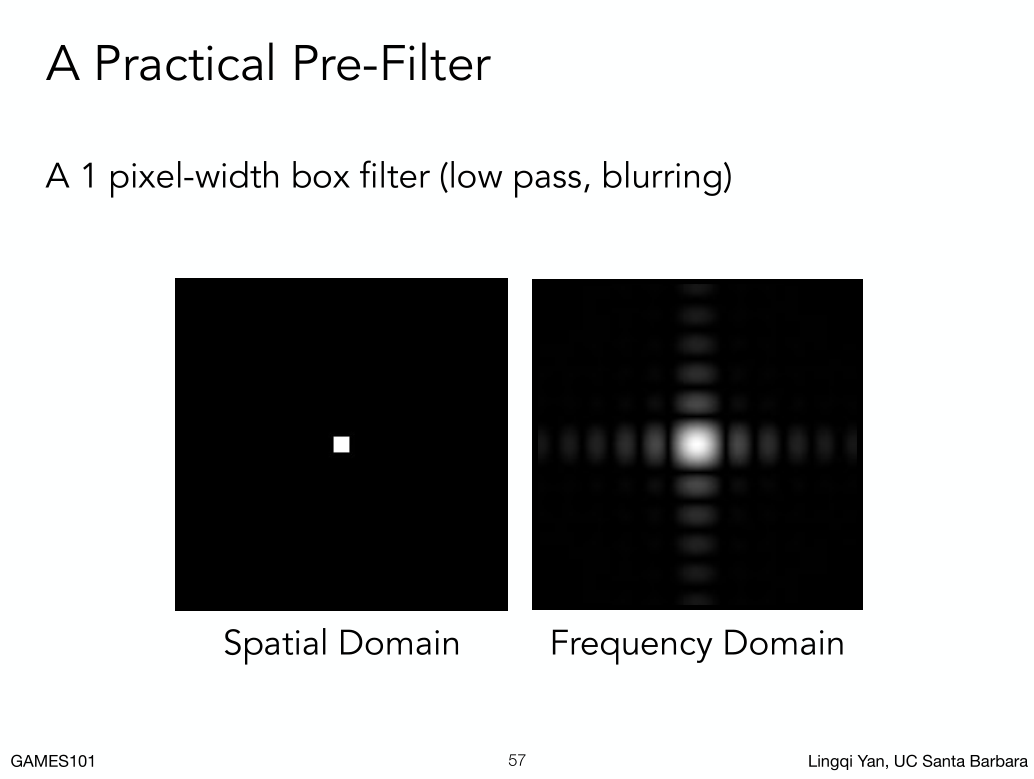 A Practical Pre-Filter
A 1 pixel-width box filter (low pass, blurring)
Spatial Domain
Frequency Domain
GAMES101
57
Lingqi Yan, UC Santa Barbara